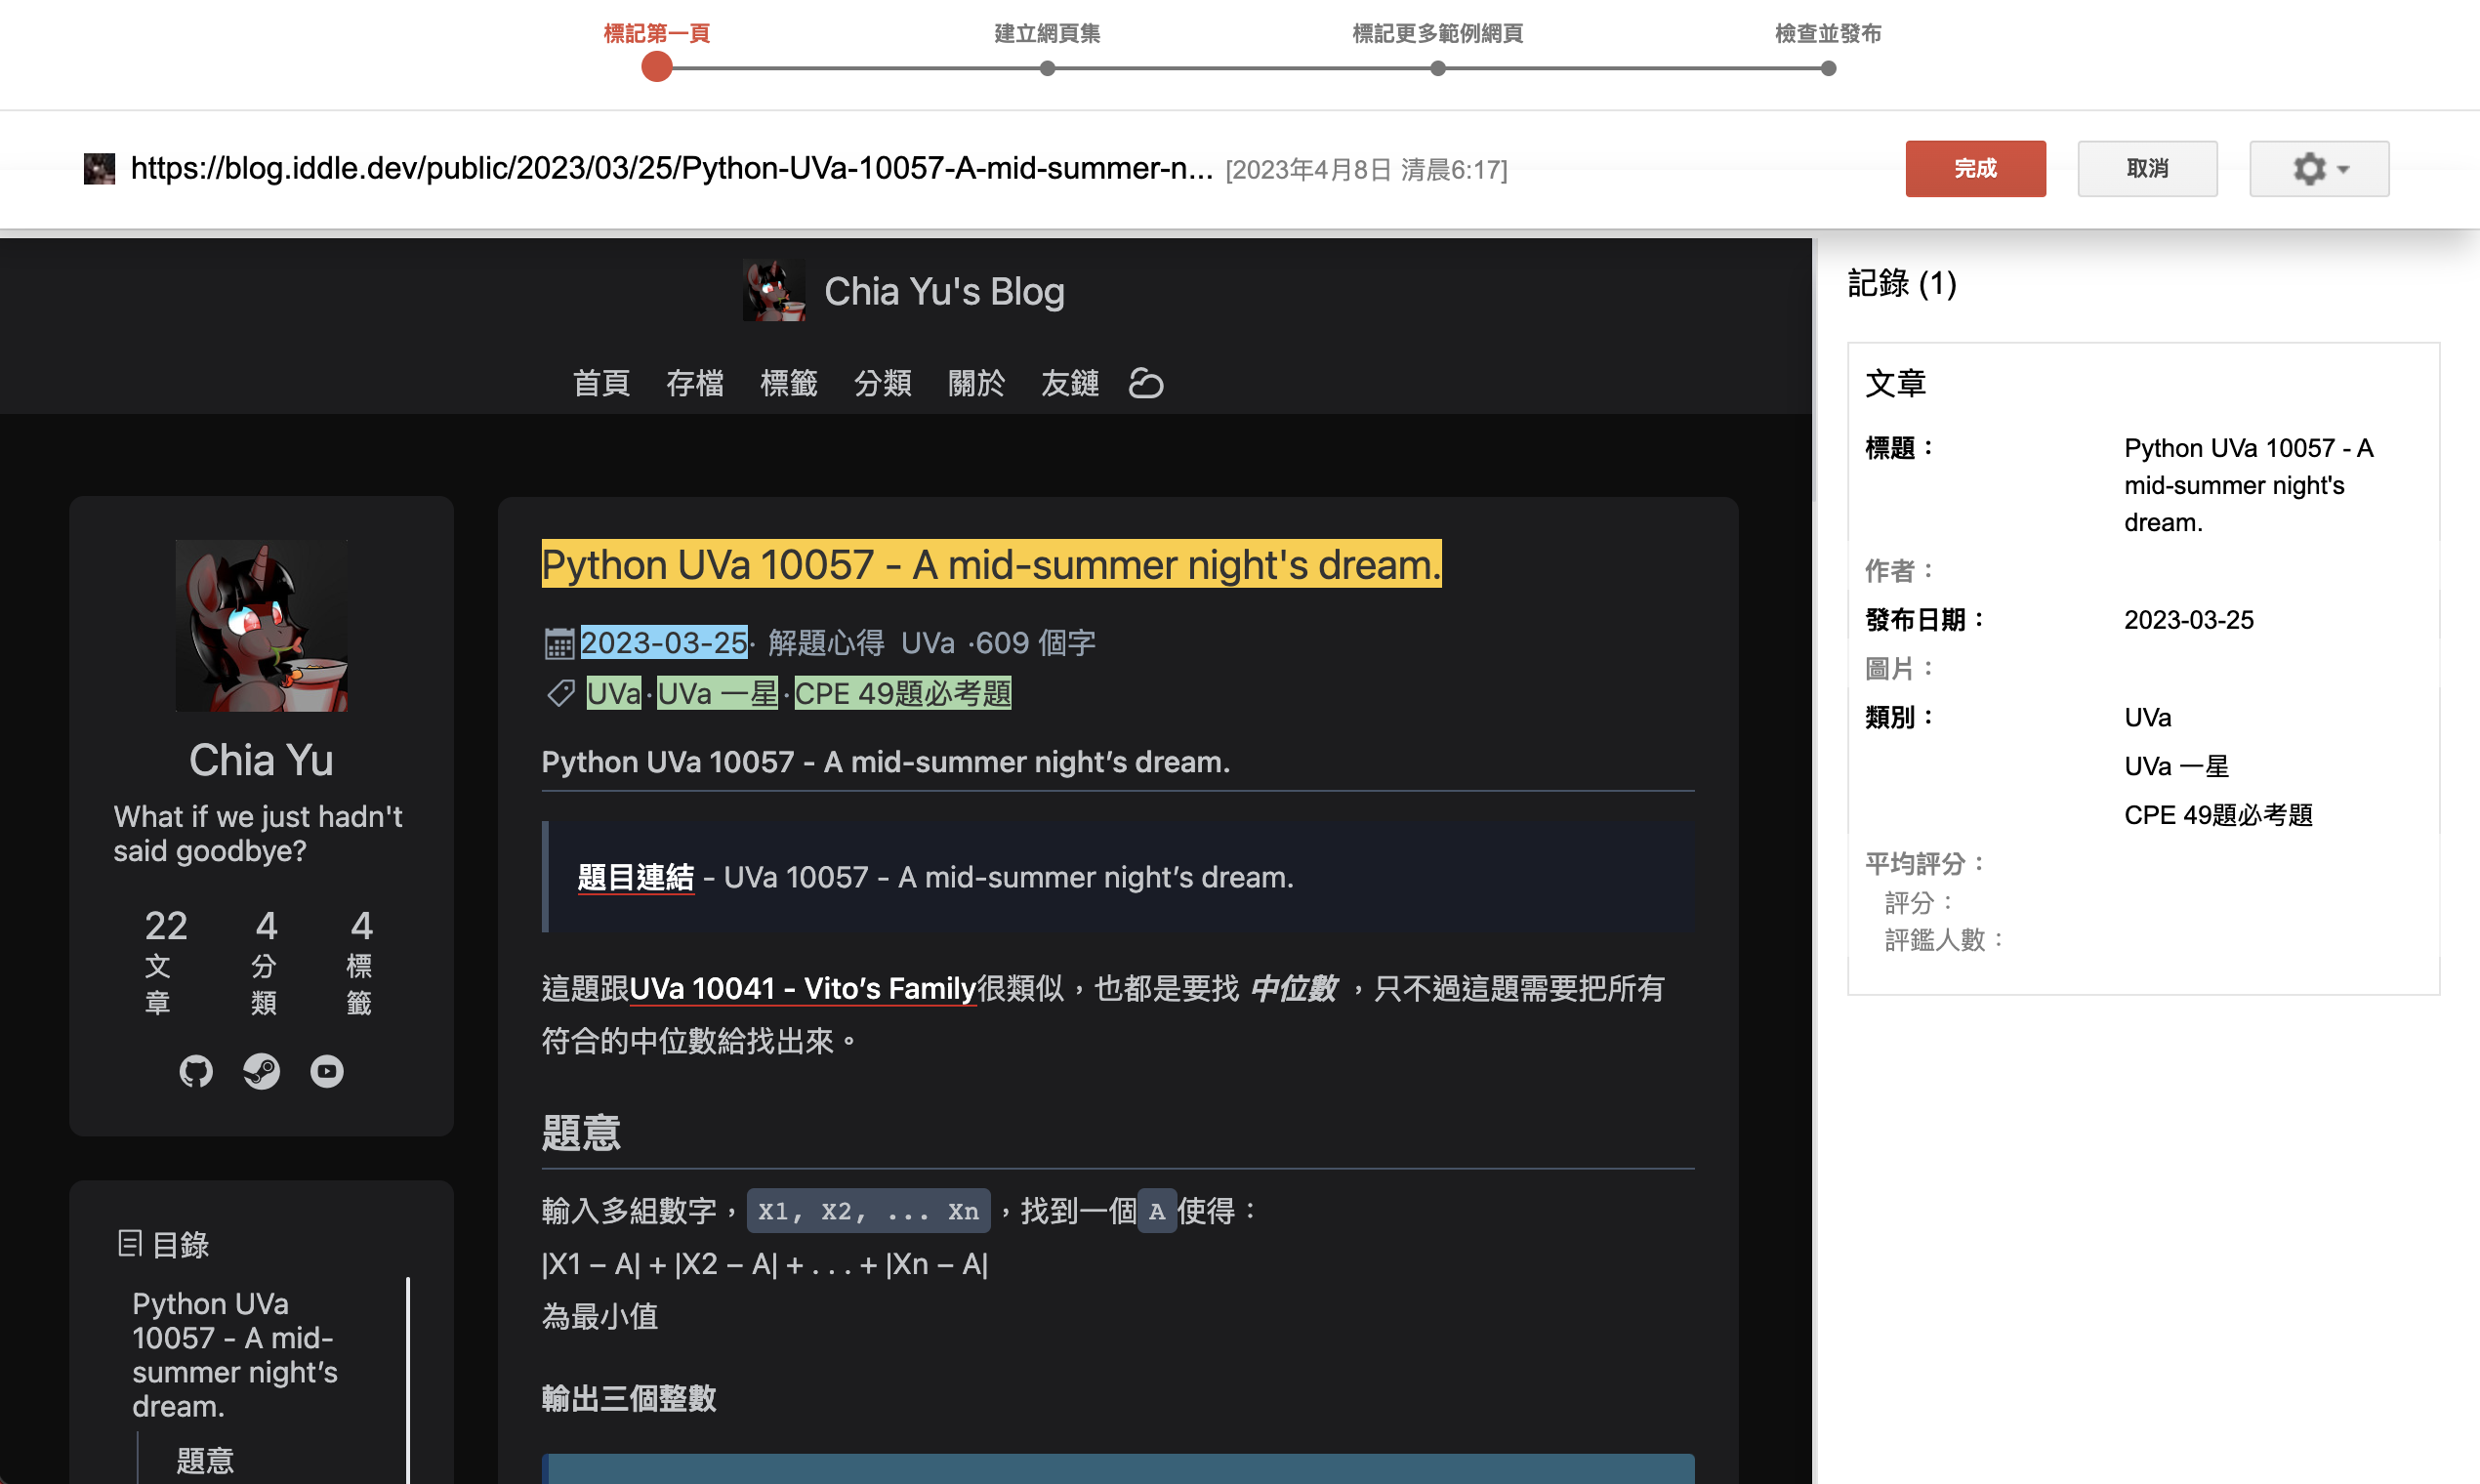 標記第一頁
建立網頁集
標記更多範例網頁
檢查並發布
https://blog.iddle.dev/public/2023/03/25/Python-UVa-10057-A-mid-summer-n... [2023年4月8日 清晨6:17]
完成
取消
Chia Yu's Blog
首頁 存檔 標籤 分類 關於 友鏈
Chia Yu
What if we just hadn't
said goodbye?
22 4 4
文 分 標
章 類 籤
目錄
Python UVa
10057 - A mid-
summer night’s
dream.
題意
Python UVa 10057 - A mid-summer night's dream.
2023-03-25· 解題心得 UVa ·609 個字
UVa·UVa 一星·CPE 49題必考題
Python UVa 10057 - A mid-summer night’s dream.
題目連結 - UVa 10057 - A mid-summer night’s dream.
這題跟UVa 10041 - Vito’s Family很類似，也都是要找 中位數 ，只不過這題需要把所有
符合的中位數給找出來。
題意
輸入多組數字，X1, X2, ... Xn，找到一個A使得：
|X1 – A| + |X2 – A| + . . . + |Xn – A|
為最小值
輸出三個整數
記錄 (1)
文章
標題： Python UVa 10057 - A
mid-summer night's
dream.
作者：
發布日期： 2023-03-25
圖片：
類別： UVa
UVa 一星
CPE 49題必考題
平均評分：
評分：
評鑑人數：